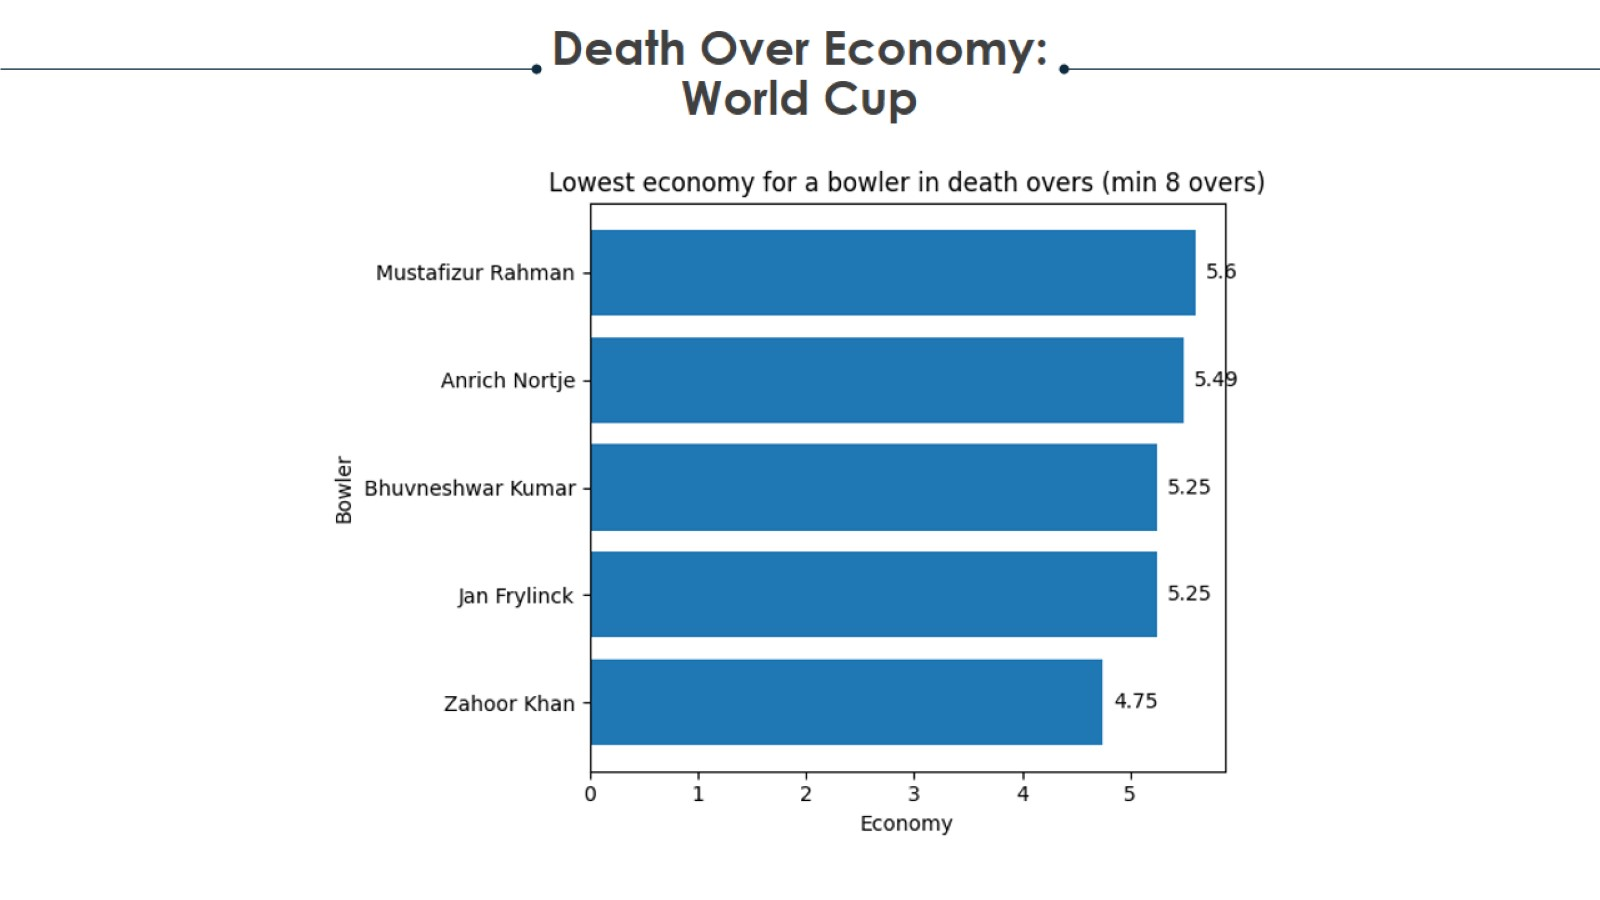 Death Over Economy:
World Cup
Lowest economy for a bowler in death overs (min 8 overs)
Mustafizur Rahman
5.6
Anrich Nortje
5.49
Bowler
Bhuvneshwar Kumar
5.25
Jan Frylinck
5.25
Zahoor Khan
4.75
0 1 2 3 4 5
Economy